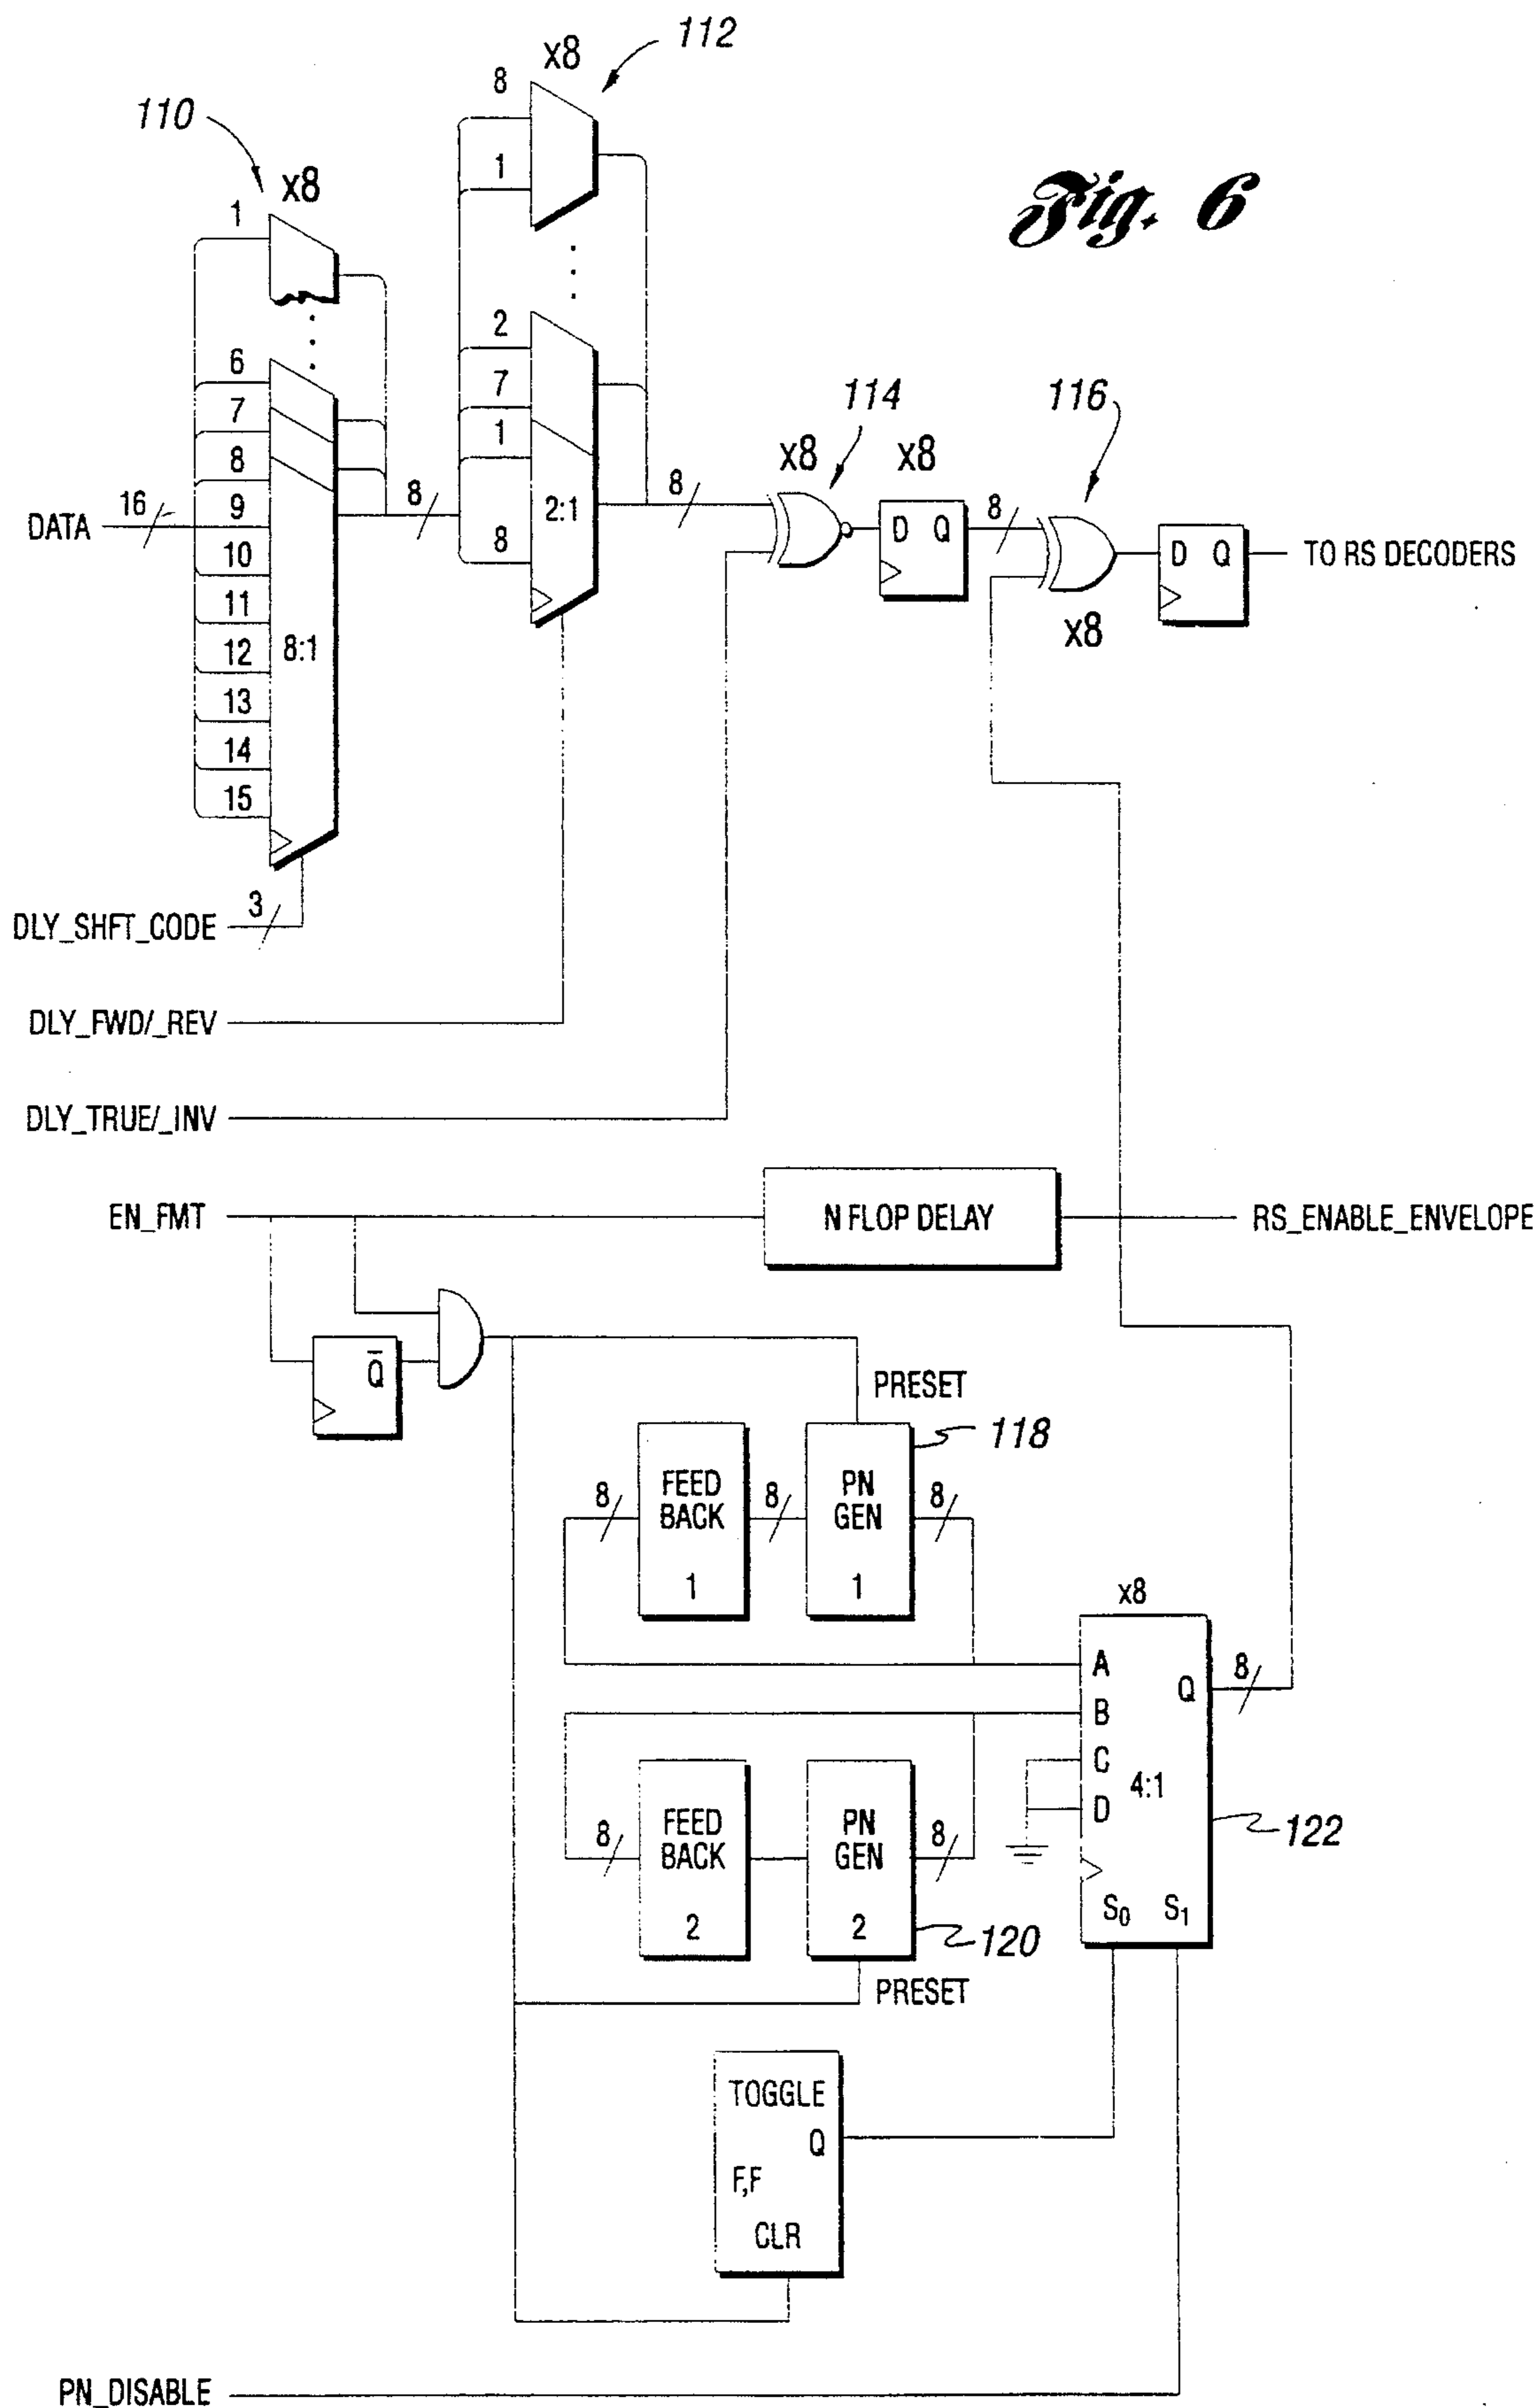 Fig. 6
110
x8
112
x8
1
6
7
8
9
10
11
12
13
14
15
8:1
DATA
16
8
8
1
2
7
1
8
2:1
8
114
x8
x8
D Q
8
116
x8
D Q
TO RS DECODERS
DLY_SHFT_CODE
3
DLY_FWD/_REV
DLY_TRUE/_INV
EN_FMT
N FLOP DELAY
RS_ENABLE_ENVELOPE
Q̅
PRESET
118
8
FEED
BACK
1
8
PN
GEN
1
8
x8
A
B
C
D
4:1
Q
8
S0 S1
122
8
FEED
BACK
2
PN
GEN
2
8
120
PRESET
TOGGLE
Q
F,F
CLR
PN_DISABLE